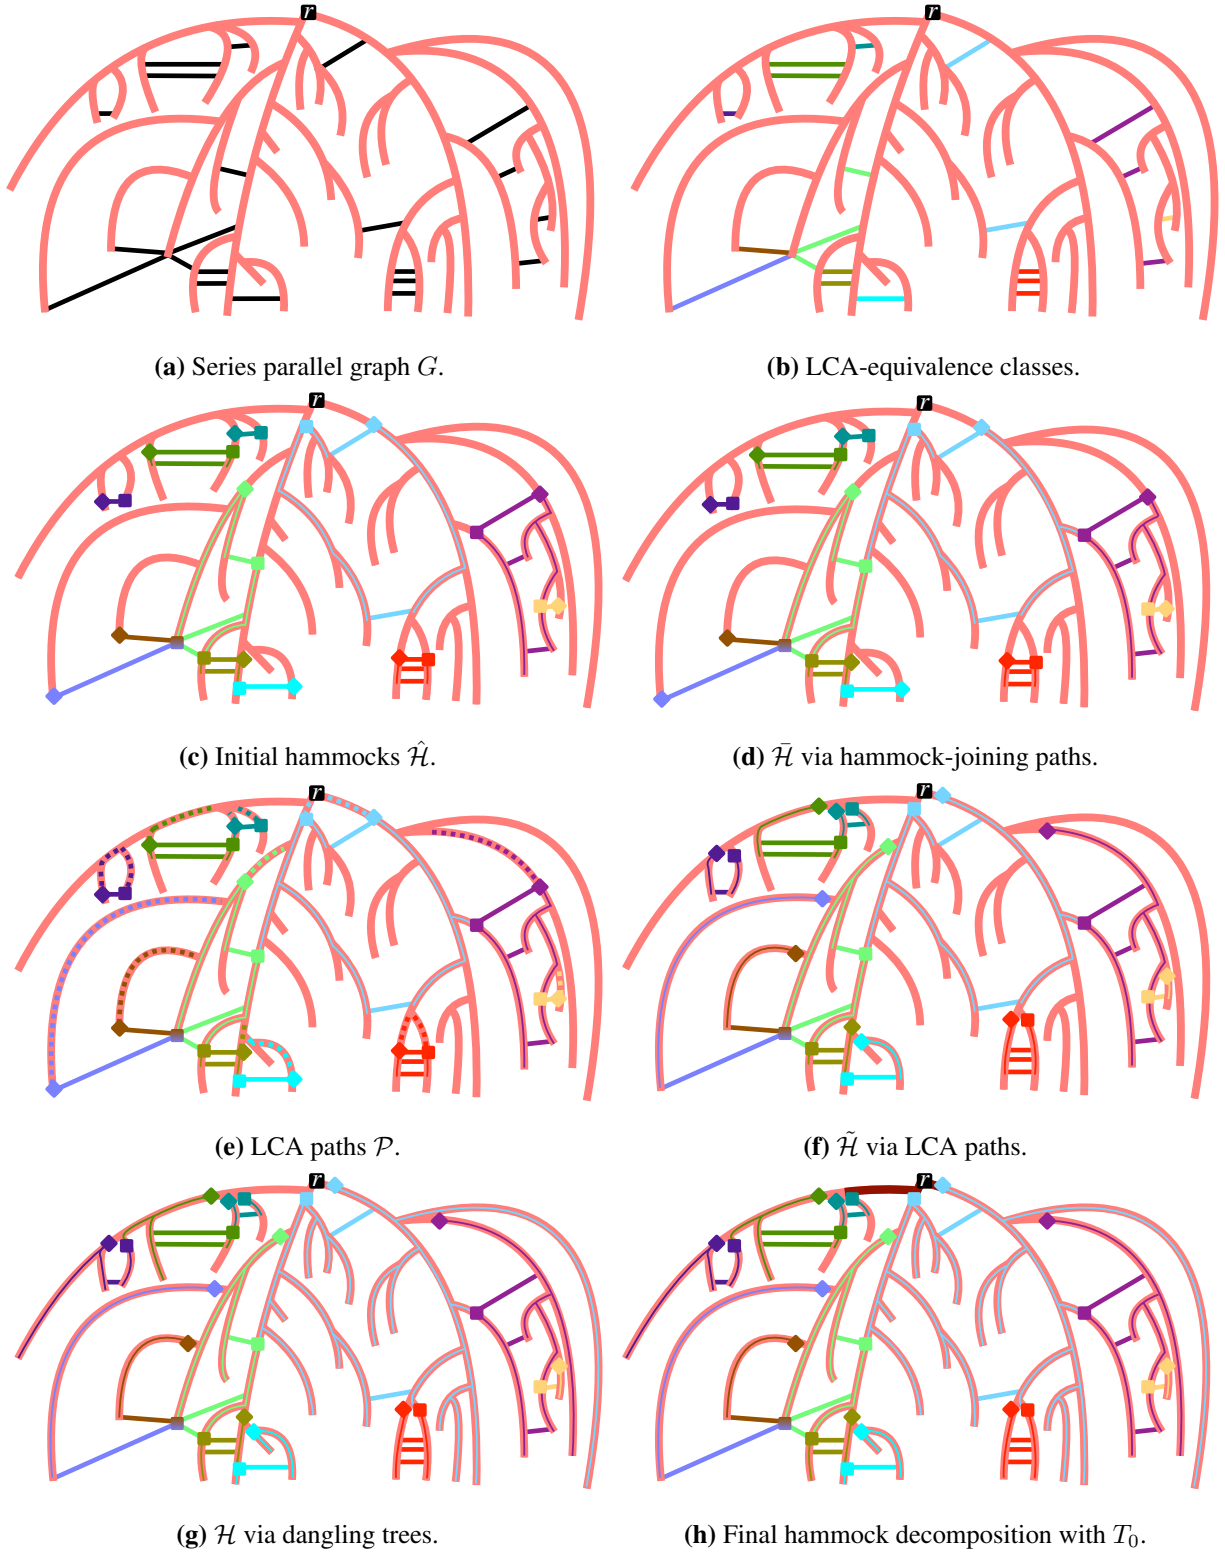 r r
(a) Series parallel graph G. (b) LCA-equivalence classes.
r r
(c) Initial hammocks Ĥ. (d) H̄ via hammock-joining paths.
r r
(e) LCA paths P. (f) H̃ via LCA paths.
r r
(g) H via dangling trees. (h) Final hammock decomposition with T₀.